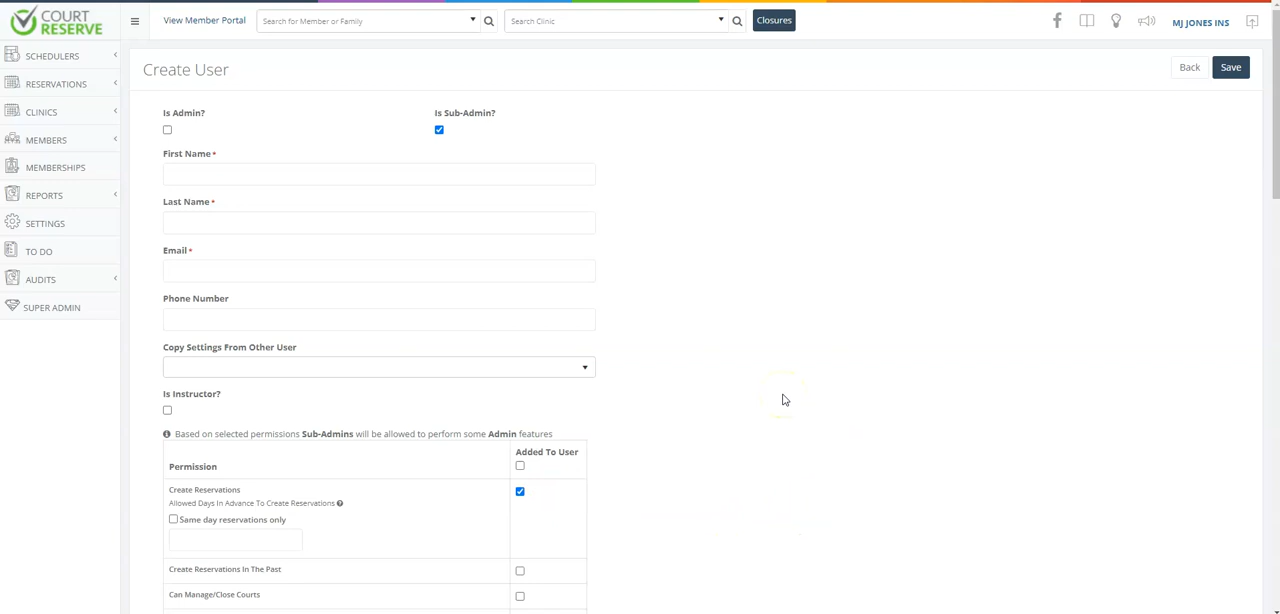 COURT
RESERVE
View Member Portal
Search for Member or Family
Search Clinic
Closures
MJ JONES INS
SCHEDULERS
RESERVATIONS
CLINICS
MEMBERS
MEMBERSHIPS
REPORTS
SETTINGS
TO DO
AUDITS
SUPER ADMIN
Create User
Back
Save
Is Admin?
Is Sub-Admin?
First Name*
Last Name*
Email*
Phone Number
Copy Settings From Other User
Is Instructor?
Based on selected permissions Sub-Admins will be allowed to perform some Admin features
Permission
Added To User
Create Reservations
Allowed Days In Advance To Create Reservations
Same day reservations only
Create Reservations In The Past
Can Manage/Close Courts